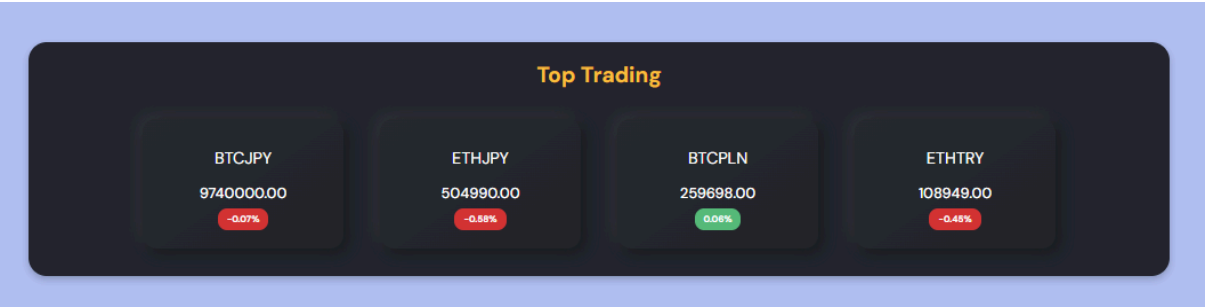 Top Trading
BTCJPY
9740000.00
-0.07%
ETHJPY
504990.00
-0.58%
BTCPLN
259698.00
0.06%
ETHTRY
108949.00
-0.45%